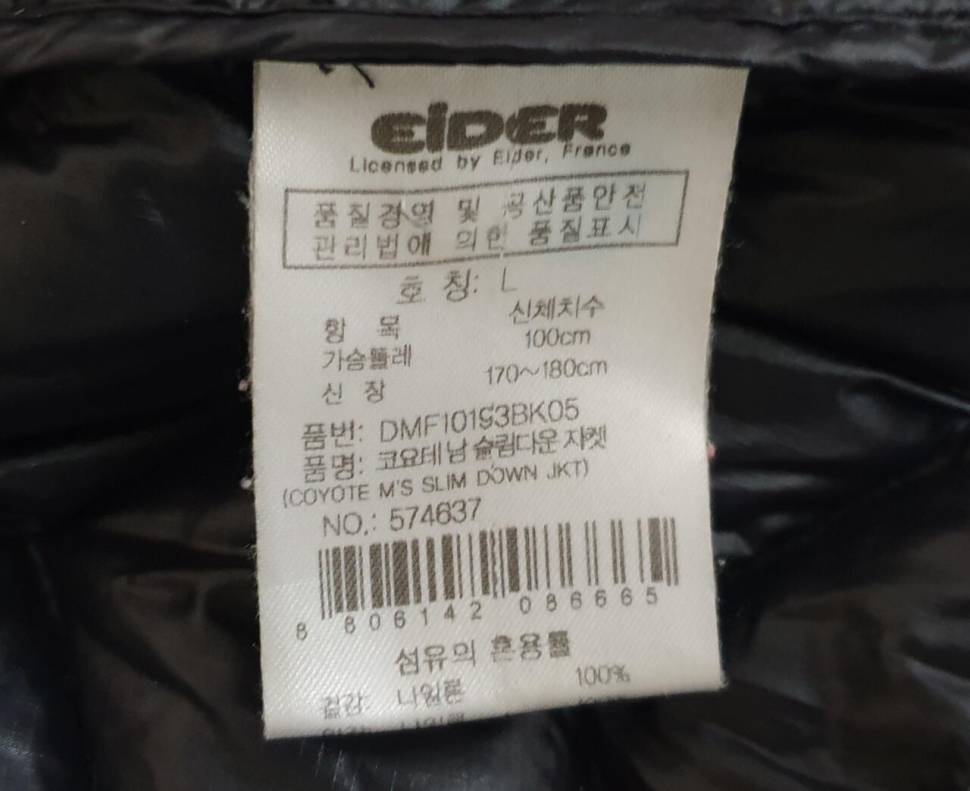 EiDER
Licensed by Eider, France
품질경영 및 공산품안전
관리법에 의한 품질표시
호 칭: L
항 목 신체치수
가슴둘레 100cm
신 장 170~180cm
품번: DMF10193BK05
품명: 코요테 남 슬림다운 자켓
(COYOTE M'S SLIM DOWN JKT)
NO.: 574637
8 806142 086665
섬유의 혼용률
겉감: 나일론 100%